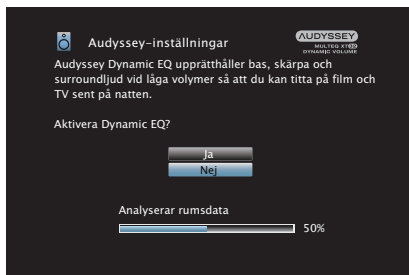 Audyssey-inställningar
AUDYSSEY
MULTEQ XT32
DYNAMIC VOLUME
Audyssey Dynamic EQ upprätthåller bas, skärpa och
surroundljud vid låga volymer så att du kan titta på film och
TV sent på natten.
Aktivera Dynamic EQ?
Ja
Nej
Analyserar rumsdata
50%